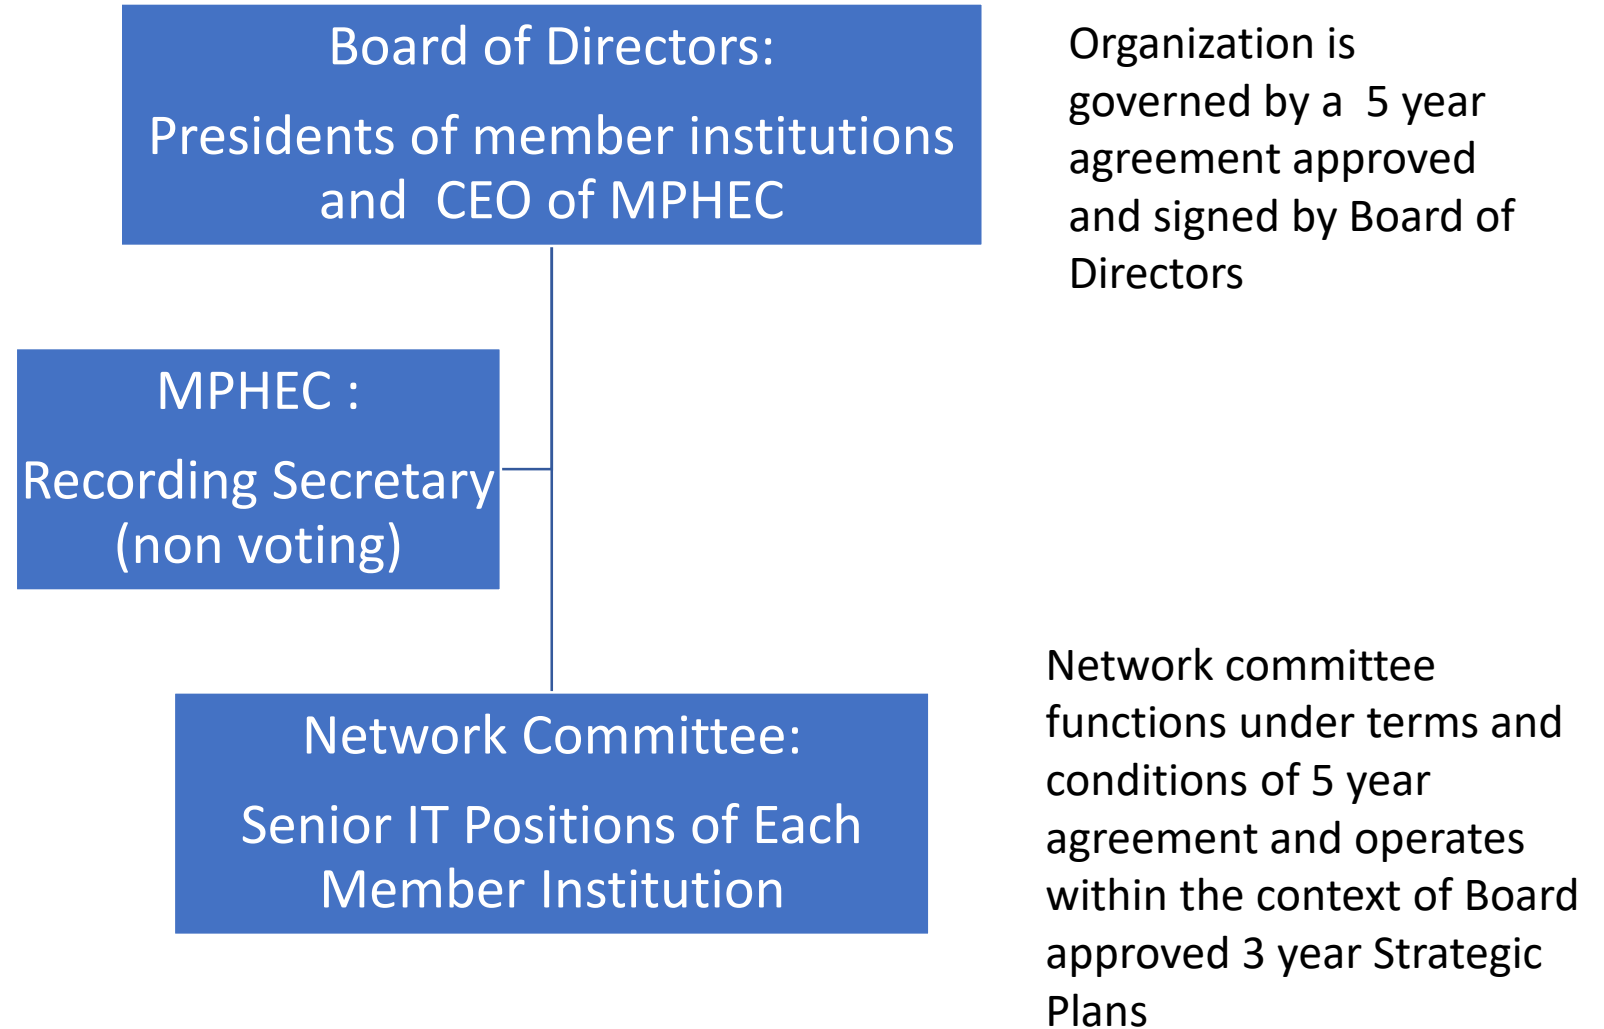 Board of Directors:
Presidents of member institutions
and  CEO of MPHEC
Organization is
governed by a  5 year
agreement approved
and signed by Board of
Directors
MPHEC :
Recording Secretary
(non voting)
Network Committee:
Senior IT Positions of Each
Member Institution
Network committee
functions under terms and
conditions of 5 year
agreement and operates
within the context of Board
approved 3 year Strategic
Plans